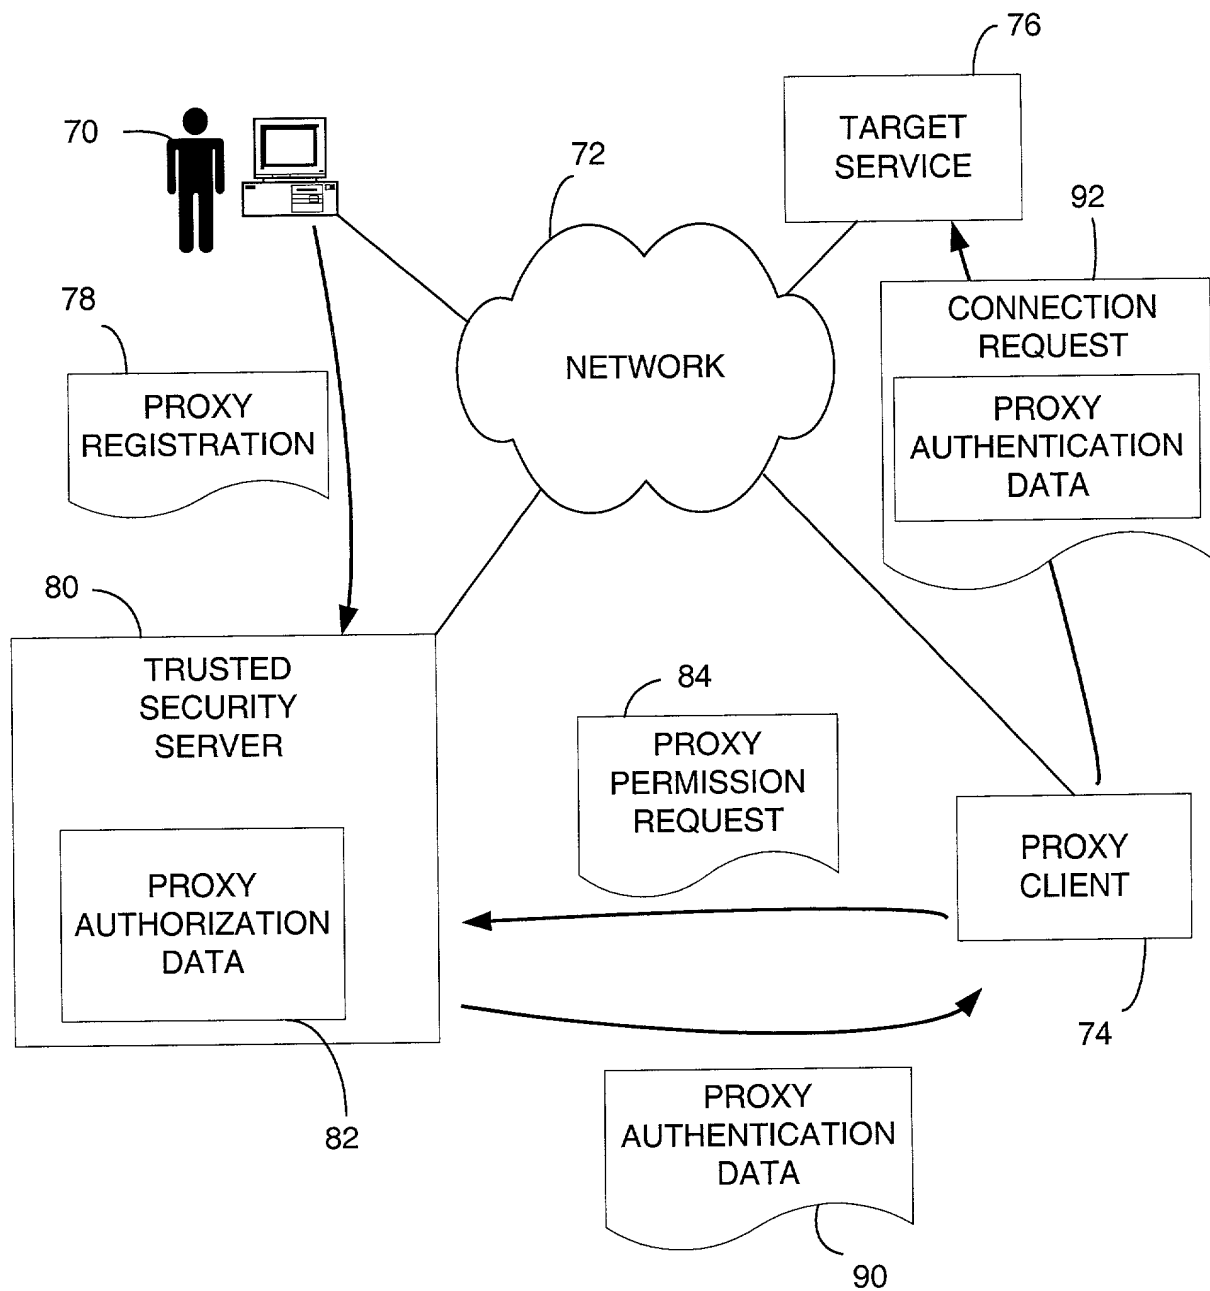 76
70
TARGET
SERVICE
72
92
78
CONNECTION
REQUEST
NETWORK
PROXY
REGISTRATION
PROXY
AUTHENTICATION
DATA
80
TRUSTED
SECURITY
SERVER
84
PROXY
PERMISSION
REQUEST
PROXY
CLIENT
PROXY
AUTHORIZATION
DATA
74
82
PROXY
AUTHENTICATION
DATA
90